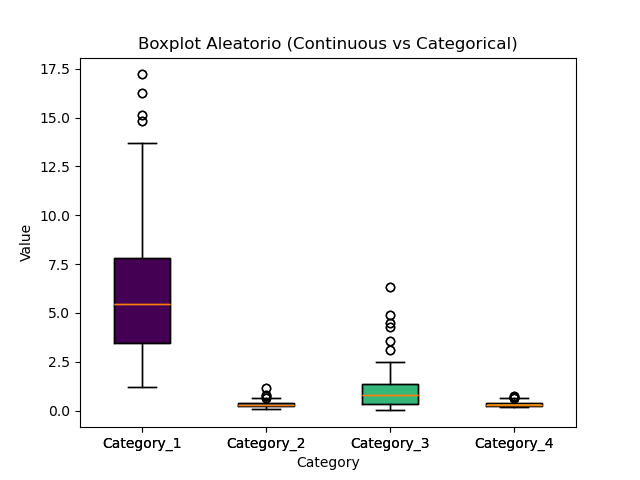 Boxplot Aleatorio (Continuous vs Categorical)
17.5
15.0
12.5
10.0
7.5
5.0
2.5
0.0
Value
Category_1 Category_2 Category_3 Category_4
Category